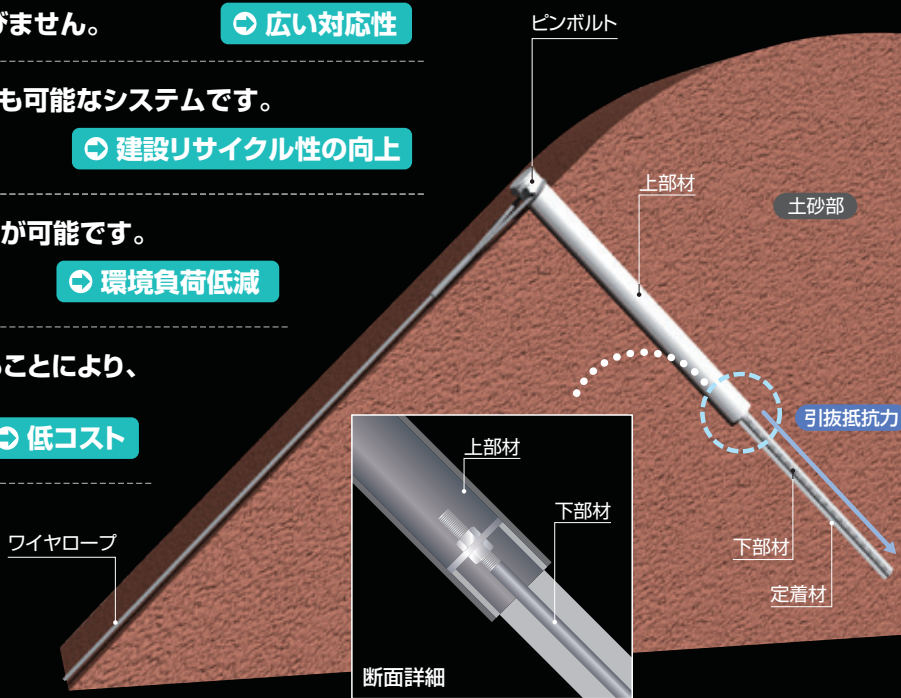 びません。
広い対応性
も可能なシステムです。
建設リサイクル性の向上
が可能です。
環境負荷低減
ることにより、
低コスト
ピンボルト
上部材
土砂部
引抜抵抗力
下部材
定着材
ワイヤロープ
上部材
下部材
断面詳細